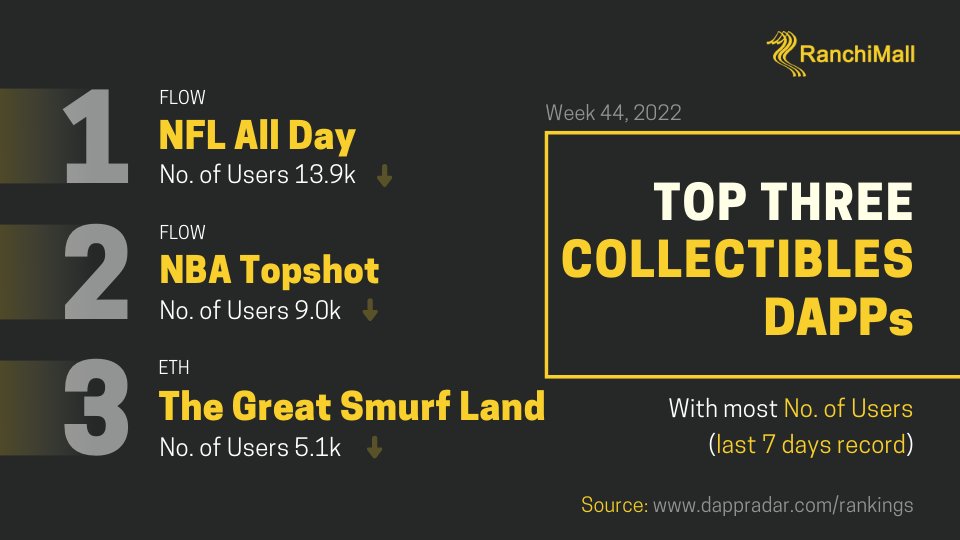 RanchiMall
Week 44, 2022
TOP THREE
COLLECTIBLES
DAPPs
With most No. of Users
(last 7 days record)
1
FLOW
NFL All Day
No. of Users 13.9k
2
FLOW
NBA Topshot
No. of Users 9.0k
3
ETH
The Great Smurf Land
No. of Users 5.1k
Source: www.dappradar.com/rankings